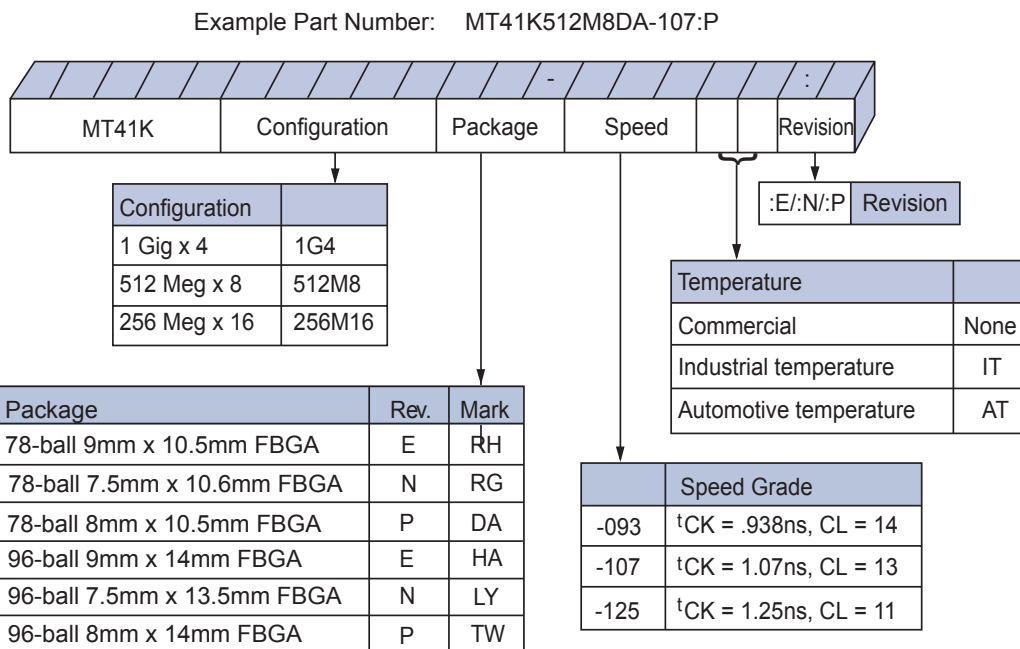 Example Part Number: MT41K512M8DA-107:P
- :
MT41K Configuration Package Speed Revision
:E/:N/:P Revision
Configuration
1 Gig x 4 1G4
512 Meg x 8 512M8
256 Meg x 16 256M16
Temperature
Commercial None
Industrial temperature IT
Automotive temperature AT
Package Rev. Mark
78-ball 9mm x 10.5mm FBGA E RH
78-ball 7.5mm x 10.6mm FBGA N RG
78-ball 8mm x 10.5mm FBGA P DA
96-ball 9mm x 14mm FBGA E HA
96-ball 7.5mm x 13.5mm FBGA N LY
96-ball 8mm x 14mm FBGA P TW
Speed Grade
-093 tCK = .938ns, CL = 14
-107 tCK = 1.07ns, CL = 13
-125 tCK = 1.25ns, CL = 11